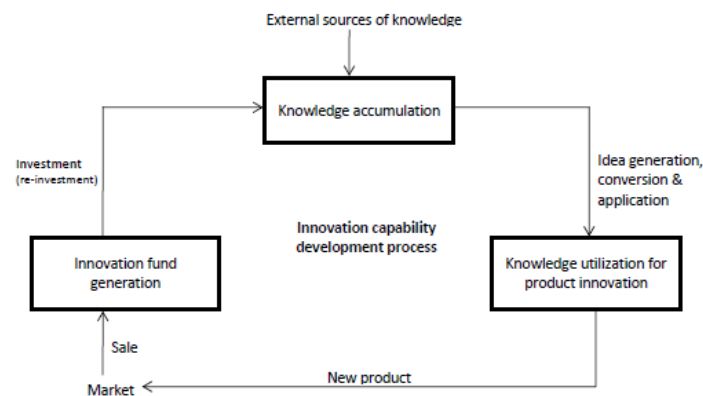 External sources of knowledge
Knowledge accumulation
Investment
(re-investment)
Idea generation,
conversion &
application
Innovation capability
development process
Innovation fund
generation
Knowledge utilization for
product innovation
Sale
New product
Market